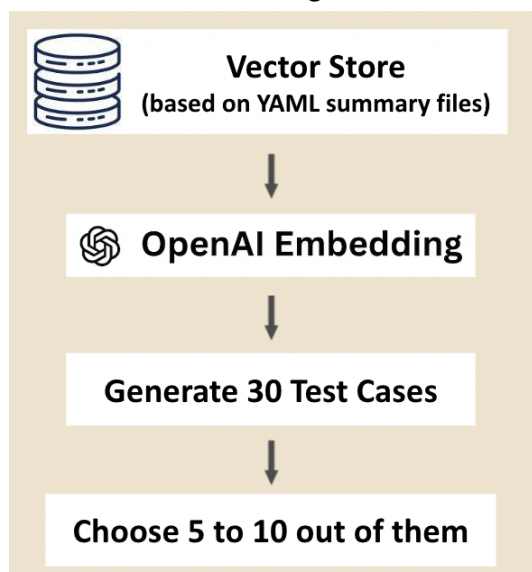 Vector Store
(based on YAML summary files)
OpenAI Embedding
Generate 30 Test Cases
Choose 5 to 10 out of them